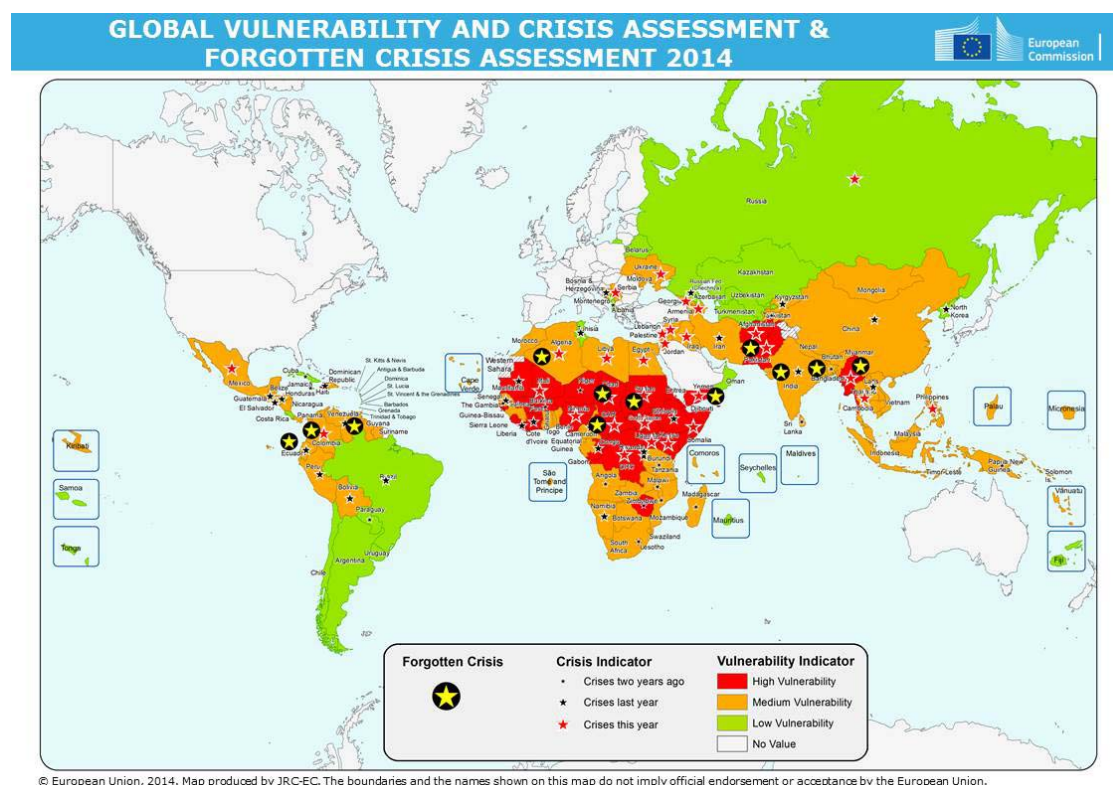 GLOBAL VULNERABILITY AND CRISIS ASSESSMENT &
FORGOTTEN CRISIS ASSESSMENT 2014
European
Commission
Russia
Belarus
Ukraine
Moldova
Kazakhstan
Bosnia &
Herzegovina
Serbia
Montenegro
Albania
Russian Fed
(Chechnya)
Georgia
Azerbaijan
Armenia
Uzbekistan
Turkmenistan
Kyrgyzstan
Mongolia
North
Korea
China
Tunisia
Lebanon
Syria
Palestine
Jordan
Iraq
Iran
Afghanistan
Pakistan
Nepal
Bhutan
India
Myanmar
Laos
Vietnam
Cambodia
Philippines
Sri
Lanka
Morocco
Algeria
Libya
Egypt
Western
Sahara
Mauritania
Mali
Niger
Chad
Yemen
Oman
Djibouti
Somalia
Cape
Verde
Senegal
The Gambia
Guinea-Bissau
Sierra Leone
Liberia
Cote
d'Ivoire
Togo
Cameroon
Equatorial
Guinea
Gabon
Burundi
Tanzania
Angola
Malawi
Zambia
Namibia
Botswana
Mozambique
Madagascar
Swaziland
Lesotho
South
Africa
São
Tome and
Principe
Comoros
Seychelles
Maldives
Mauritius
Mexico
Cuba
Jamaica
Haiti
Dominican
Republic
Belize
Honduras
Guatemala
El Salvador
Nicaragua
Costa Rica
Panama
St. Kitts & Nevis
Antigua & Barbuda
Dominica
St. Lucia
St. Vincent & the Grenadines
Barbados
Grenada
Trinidad & Tobago
Venezuela
Guyana
Suriname
Colombia
Ecuador
Peru
Brazil
Bolivia
Paraguay
Uruguay
Argentina
Chile
Samoa
Tonga
Malaysia
Indonesia
Timor-Leste
Papua New
Guinea
Solomon
Is.
Palau
Micronesia
Vanuatu
Fiji
Forgotten Crisis
Crisis Indicator
Crises two years ago
Crises last year
Crises this year
Vulnerability Indicator
High Vulnerability
Medium Vulnerability
Low Vulnerability
No Value
© European Union, 2014. Map produced by JRC-EC. The boundaries and the names shown on this map do not imply official endorsement or acceptance by the European Union.